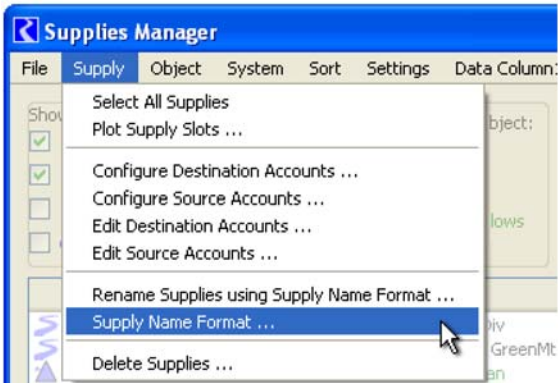 Supplies Manager
File Supply Object System Sort Settings Data Column
Select All Supplies
Show
Plot Supply Slots ...
bject:
Configure Destination Accounts ...
Configure Source Accounts ...
Edit Destination Accounts ...
lows
Edit Source Accounts ...
Rename Supplies using Supply Name Format ...
Supply Name Format ...
Div
GreenMt
Delete Supplies ...
an